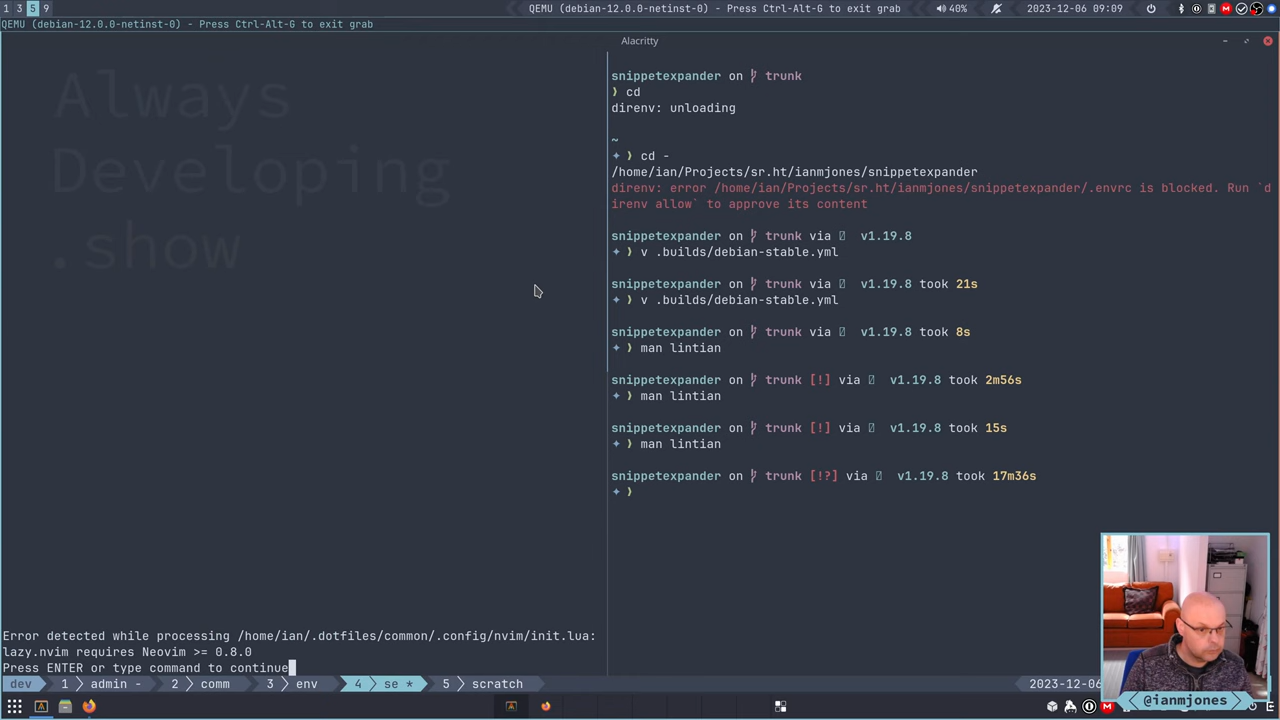 1 3 5 9
QEMU (debian-12.0.0-netinst-0) - Press Ctrl-Alt-G to exit grab
40%
2023-12-06 09:09
QEMU (debian-12.0.0-netinst-0) - Press Ctrl-Alt-G to exit grab
Alacritty
Always
Developing
.show
Error detected while processing /home/ian/.dotfiles/common/.config/nvim/init.lua:
lazy.nvim requires Neovim >= 0.8.0
Press ENTER or type command to continue
snippetexpander on trunk
❯ cd
direnv: unloading
~
✦ ❯ cd -
/home/ian/Projects/sr.ht/ianmjones/snippetexpander
direnv: error /home/ian/Projects/sr.ht/ianmjones/snippetexpander/.envrc is blocked. Run `d
irenv allow` to approve its content
snippetexpander on trunk via v1.19.8
✦ ❯ v .builds/debian-stable.yml
snippetexpander on trunk via v1.19.8 took 21s
✦ ❯ v .builds/debian-stable.yml
snippetexpander on trunk via v1.19.8 took 8s
✦ ❯ man lintian
snippetexpander on trunk [!] via v1.19.8 took 2m56s
✦ ❯ man lintian
snippetexpander on trunk [!] via v1.19.8 took 15s
✦ ❯ man lintian
snippetexpander on trunk [!?] via v1.19.8 took 17m36s
✦ ❯
dev 1 admin - 2 comm 3 env 4 se * 5 scratch
2023-12-06
@ianmjones